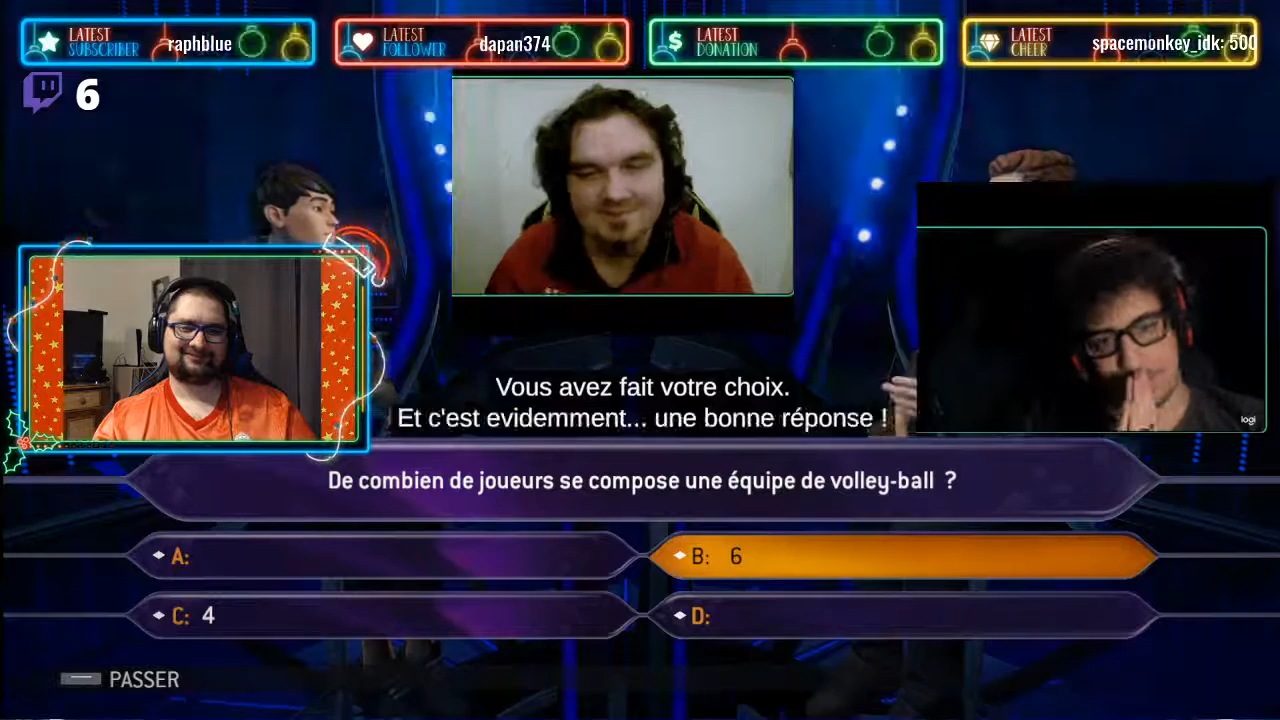 LATEST
SUBSCRIBER
raphblue
LATEST
FOLLOWER
dapan374
LATEST
DONATION
LATEST
CHEER
spacemonkey_idk: 500
6
logi
Vous avez fait votre choix.
Et c'est evidemment... une bonne réponse !
De combien de joueurs se compose une équipe de volley-ball ?
A:
B: 6
C: 4
D:
PASSER